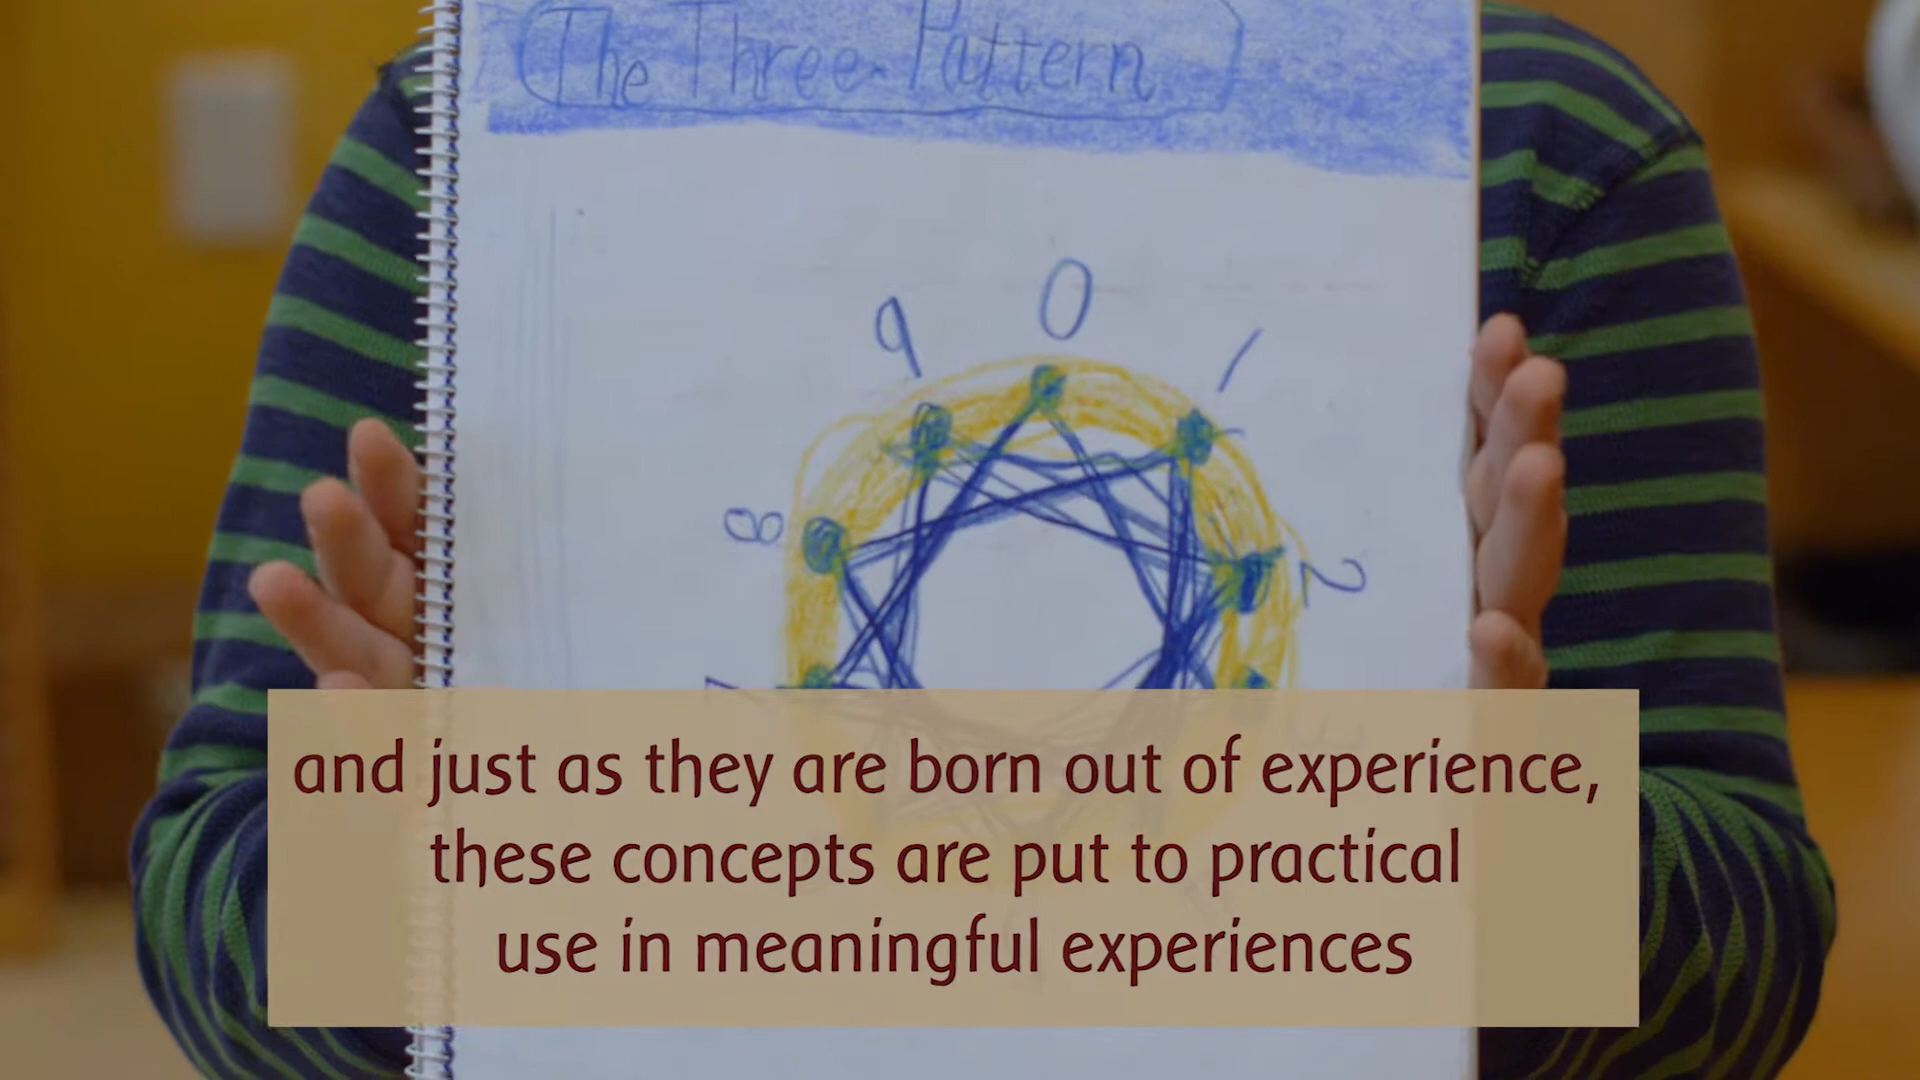 The Three Pattern
0
9
1
8
2
7
and just as they are born out of experience,
these concepts are put to practical
use in meaningful experiences